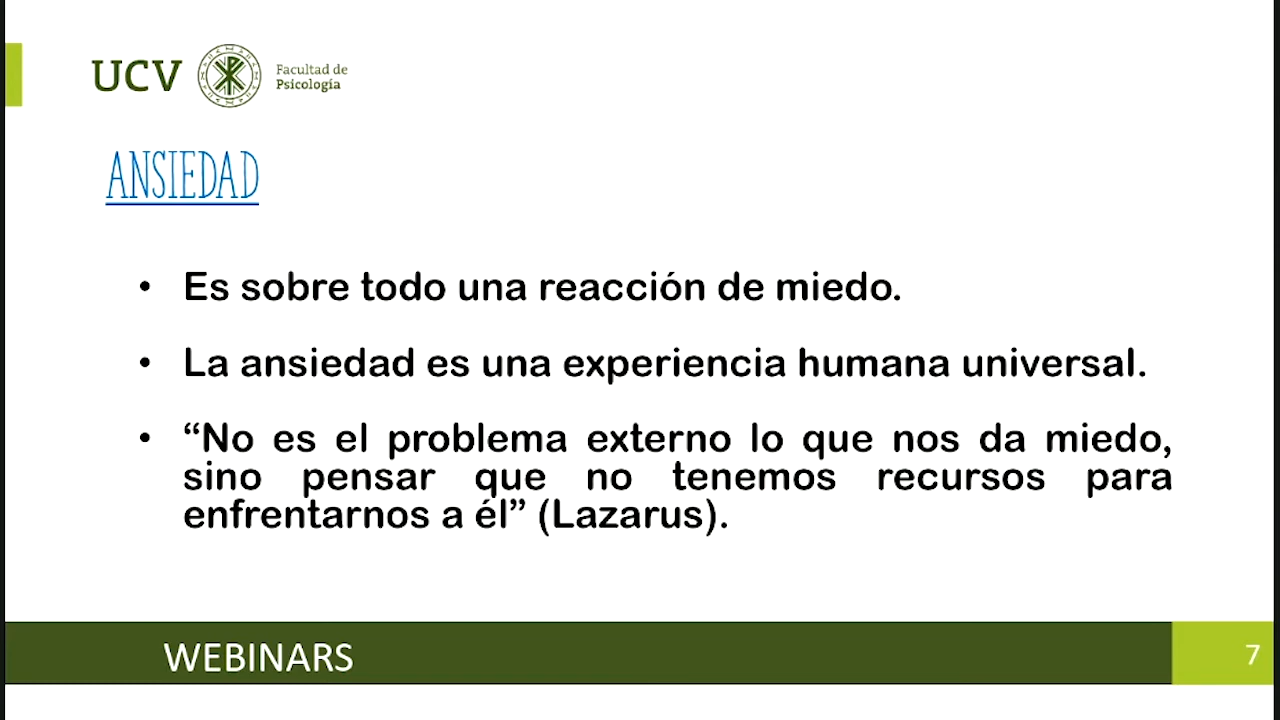 UCV
Facultad de
Psicología
ANSIEDAD
• Es sobre todo una reacción de miedo.
• La ansiedad es una experiencia humana universal.
• “No es el problema externo lo que nos da miedo,
sino pensar que no tenemos recursos para
enfrentarnos a él” (Lazarus).
WEBINARS
7